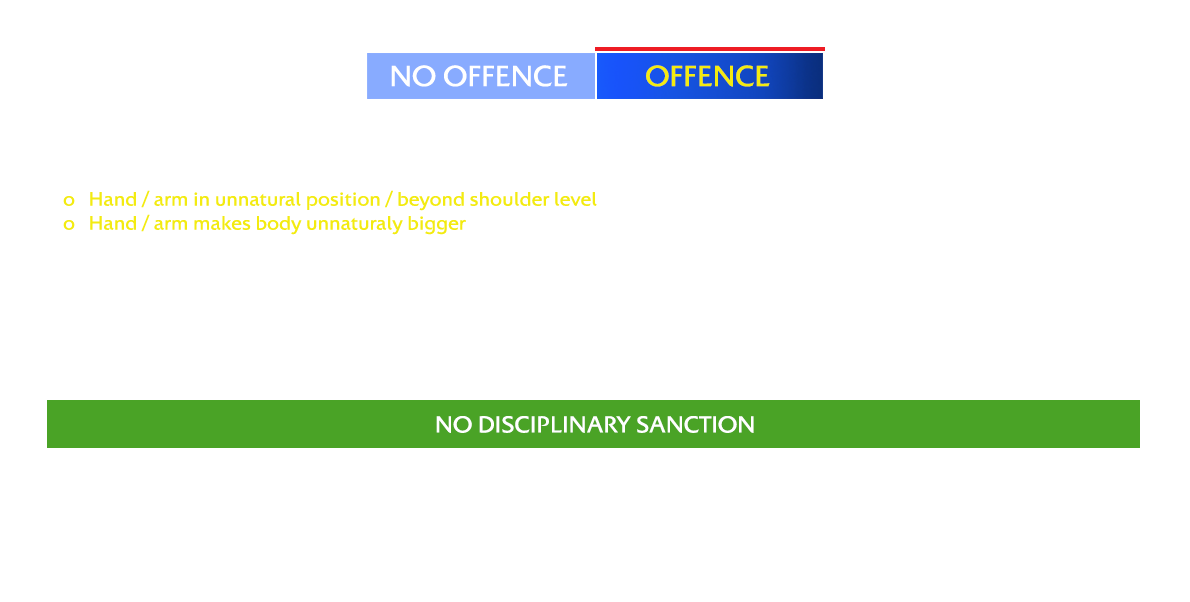 NO OFFENCE
OFFENCE
o Hand / arm in unnatural position / beyond shoulder level
o Hand / arm makes body unnaturaly bigger
NO DISCIPLINARY SANCTION